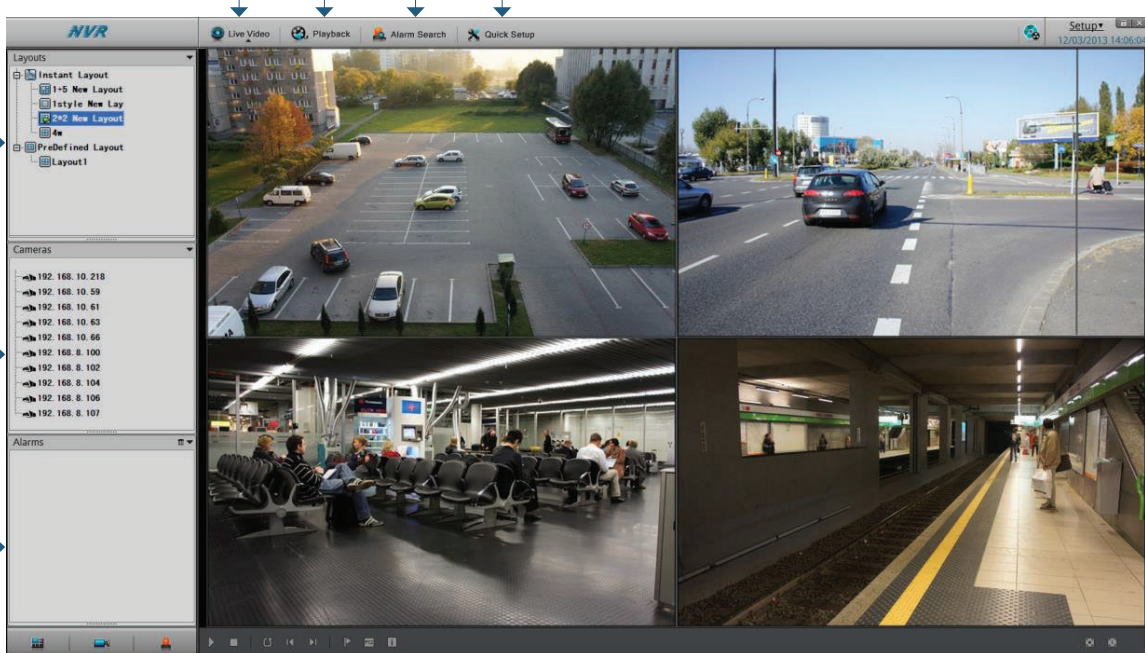 NVR
Live Video
Playback
Alarm Search
Quick Setup
Setup
12/03/2013 14:06:04
Layouts
Instant Layout
1+5 New Layout
1style New Lay
2*2 New Layout
4w
PreDefined Layout
Layout1
Cameras
192.168.10.218
192.168.10.59
192.168.10.61
192.168.10.63
192.168.10.66
192.168.8.100
192.168.8.102
192.168.8.104
192.168.8.106
192.168.8.107
Alarms